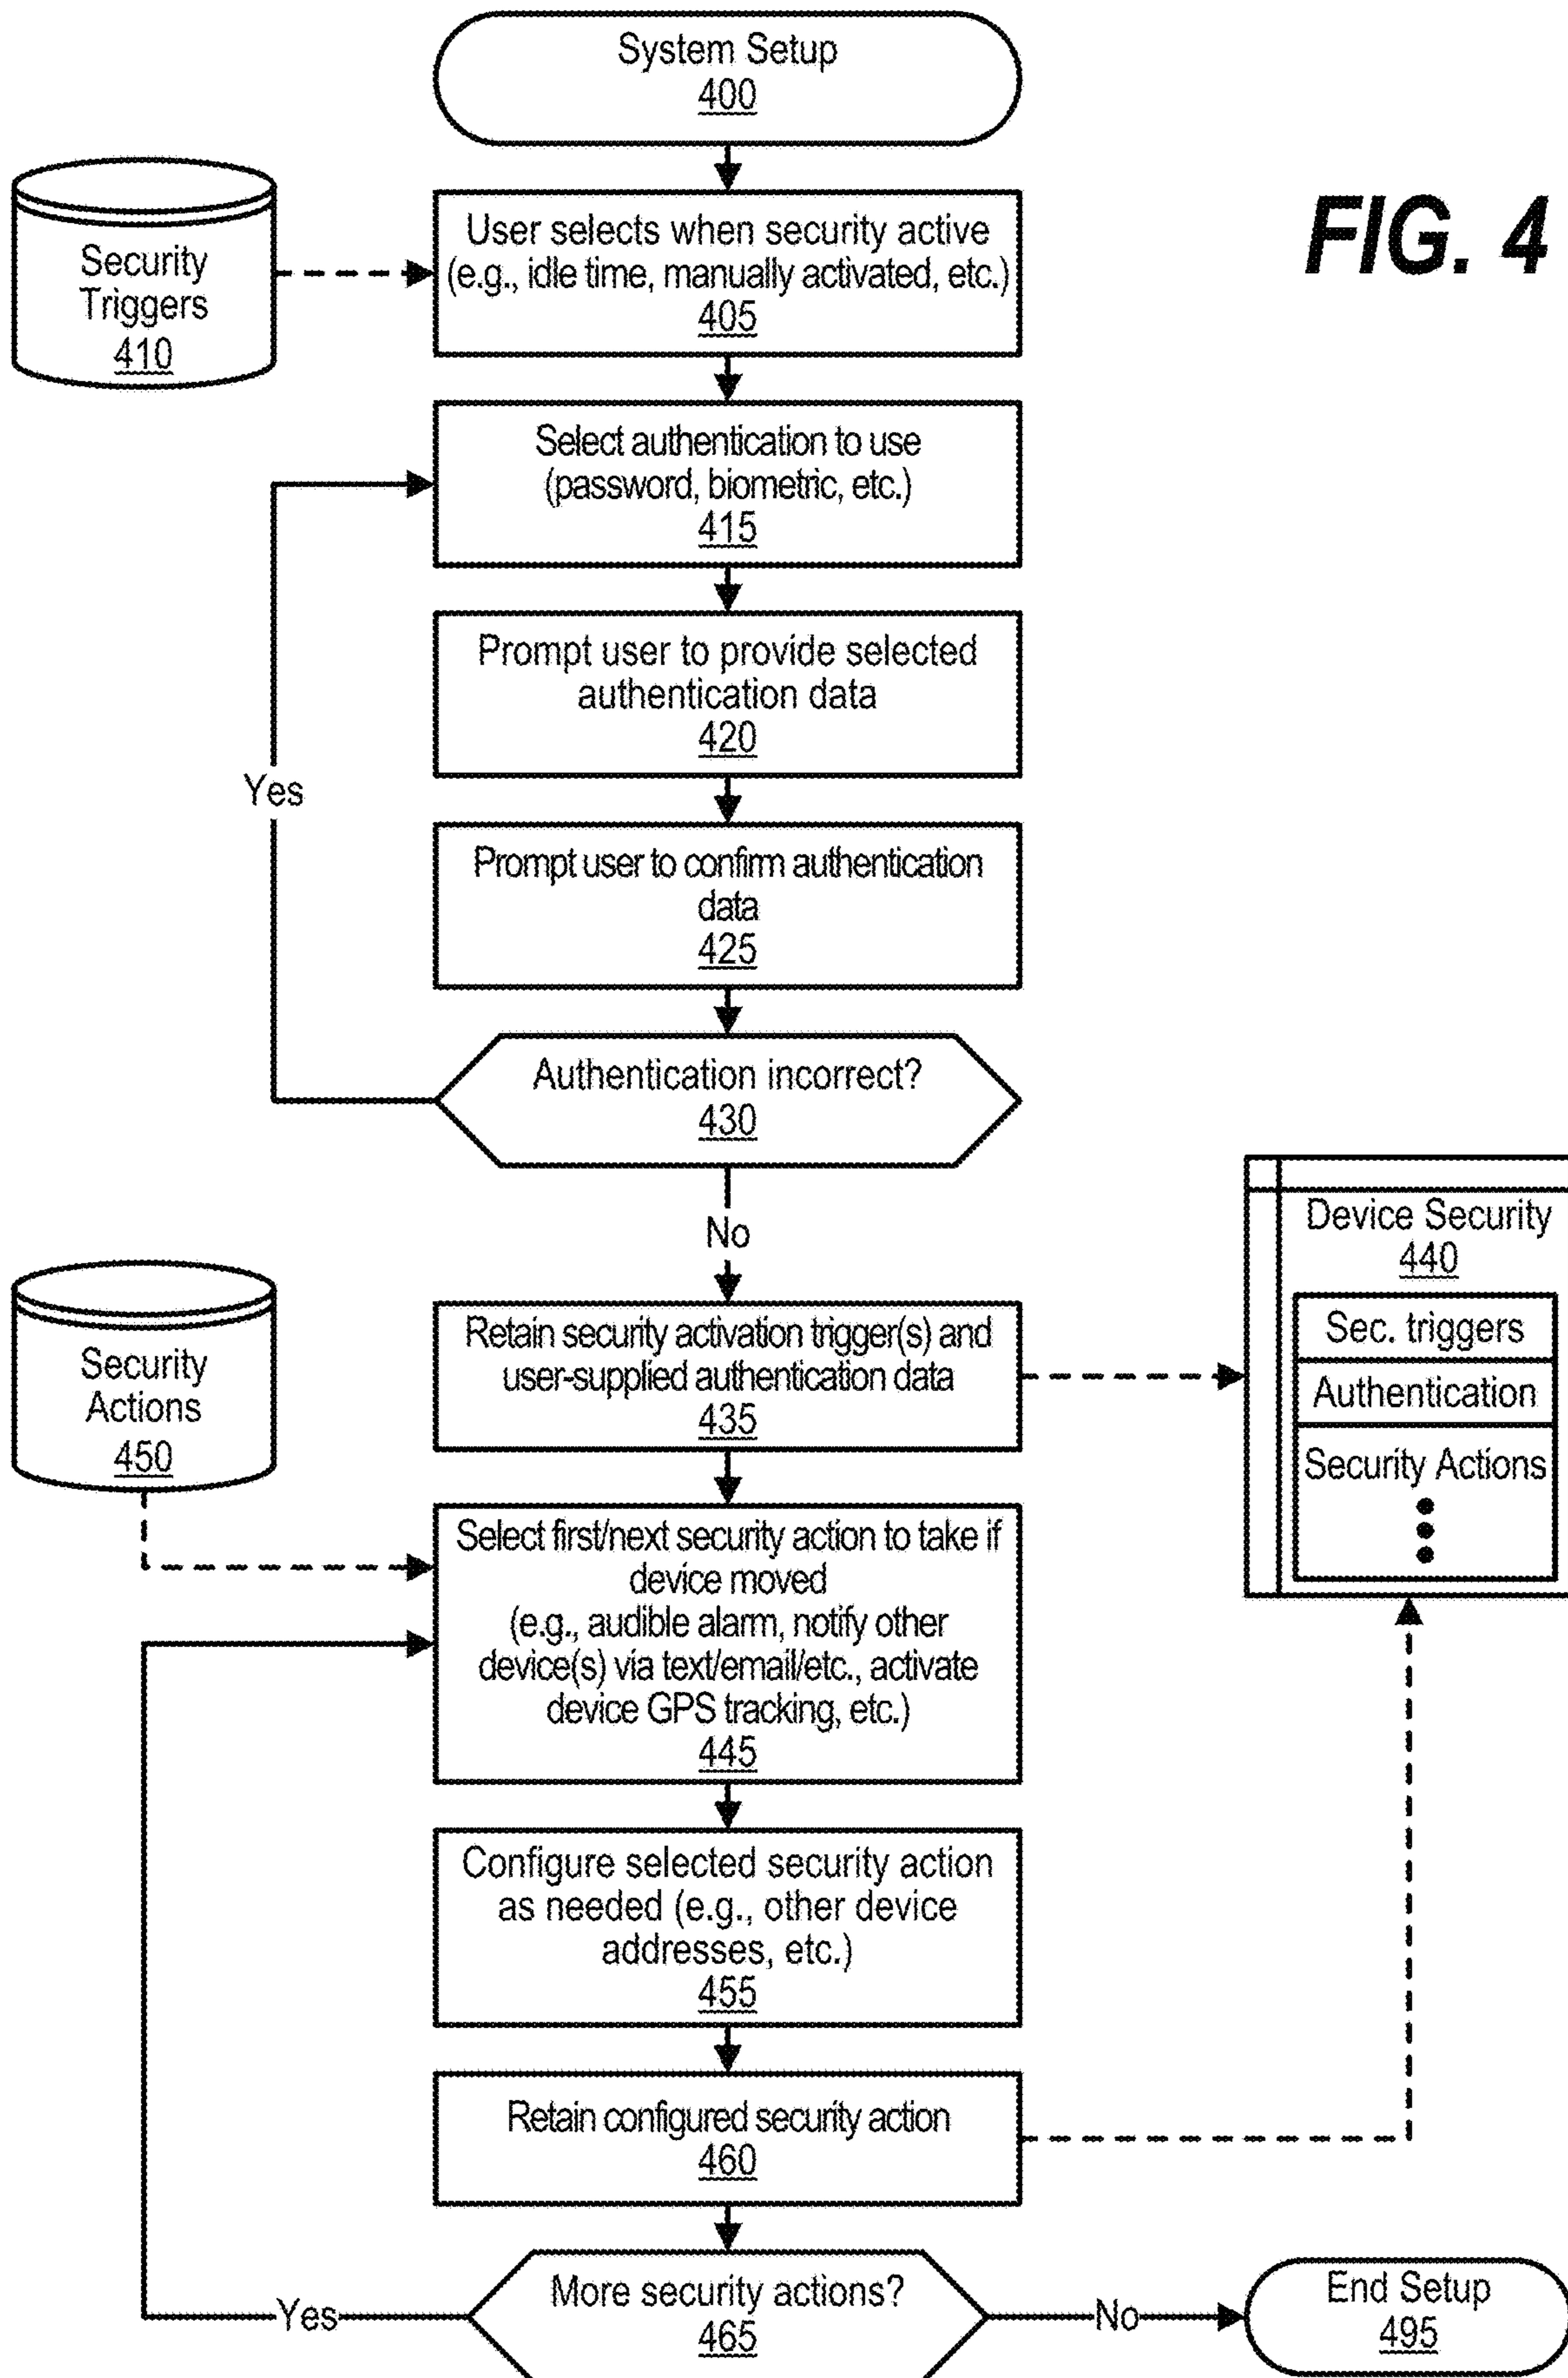 System Setup
400
FIG. 4
Security
Triggers
410
User selects when security active
(e.g., idle time, manually activated, etc.)
405
Select authentication to use
(password, biometric, etc.)
415
Prompt user to provide selected
authentication data
420
Yes
Prompt user to confirm authentication
data
425
Authentication incorrect?
430
No
Device Security
440
Sec. triggers
Authentication
Security Actions
Security
Actions
450
Retain security activation trigger(s) and
user-supplied authentication data
435
Select first/next security action to take if
device moved
(e.g., audible alarm, notify other
device(s) via text/email/etc., activate
device GPS tracking, etc.)
445
Configure selected security action
as needed (e.g., other device
addresses, etc.)
455
Retain configured security action
460
More security actions?
465
Yes
No
End Setup
495